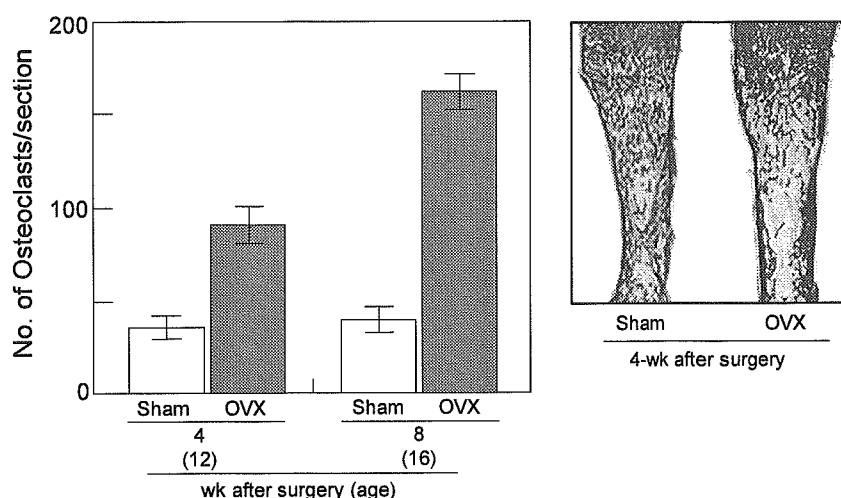 No. of Osteoclasts/section
200
100
0
Sham OVX Sham OVX
4 8
(12) (16)
wk after surgery (age)
Sham OVX
4-wk after surgery